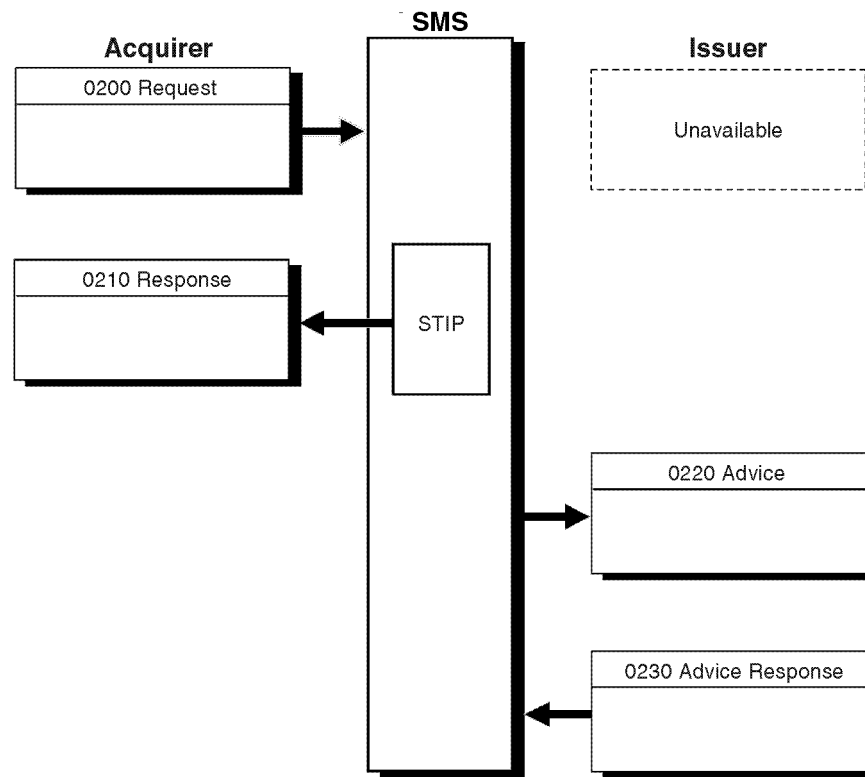 SMS
Acquirer
Issuer
0200 Request
Unavailable
0210 Response
STIP
0220 Advice
0230 Advice Response